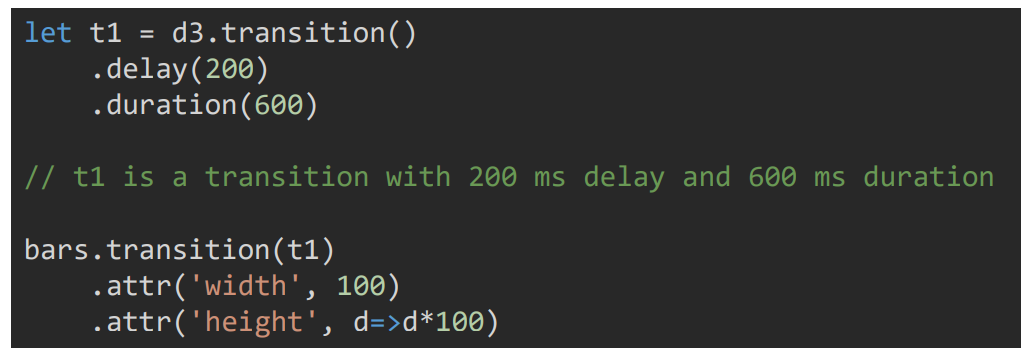 let t1 = d3.transition()
    .delay(200)
    .duration(600)
// t1 is a transition with 200 ms delay and 600 ms duration
bars.transition(t1)
    .attr('width', 100)
    .attr('height', d=>d*100)